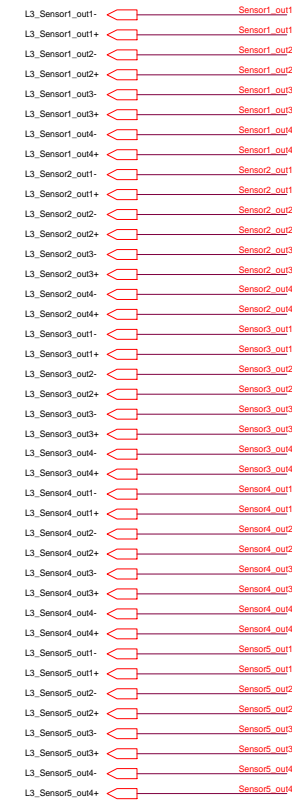 L3_Sensor1_out1- Sensor1_out1
L3_Sensor1_out1+ Sensor1_out1
L3_Sensor1_out2- Sensor1_out2
L3_Sensor1_out2+ Sensor1_out2
L3_Sensor1_out3- Sensor1_out3
L3_Sensor1_out3+ Sensor1_out3
L3_Sensor1_out4- Sensor1_out4
L3_Sensor1_out4+ Sensor1_out4
L3_Sensor2_out1- Sensor2_out1
L3_Sensor2_out1+ Sensor2_out1
L3_Sensor2_out2- Sensor2_out2
L3_Sensor2_out2+ Sensor2_out2
L3_Sensor2_out3- Sensor2_out3
L3_Sensor2_out3+ Sensor2_out3
L3_Sensor2_out4- Sensor2_out4
L3_Sensor2_out4+ Sensor2_out4
L3_Sensor3_out1- Sensor3_out1
L3_Sensor3_out1+ Sensor3_out1
L3_Sensor3_out2- Sensor3_out2
L3_Sensor3_out2+ Sensor3_out2
L3_Sensor3_out3- Sensor3_out3
L3_Sensor3_out3+ Sensor3_out3
L3_Sensor3_out4- Sensor3_out4
L3_Sensor3_out4+ Sensor3_out4
L3_Sensor4_out1- Sensor4_out1
L3_Sensor4_out1+ Sensor4_out1
L3_Sensor4_out2- Sensor4_out2
L3_Sensor4_out2+ Sensor4_out2
L3_Sensor4_out3- Sensor4_out3
L3_Sensor4_out3+ Sensor4_out3
L3_Sensor4_out4- Sensor4_out4
L3_Sensor4_out4+ Sensor4_out4
L3_Sensor5_out1- Sensor5_out1
L3_Sensor5_out1+ Sensor5_out1
L3_Sensor5_out2- Sensor5_out2
L3_Sensor5_out2+ Sensor5_out2
L3_Sensor5_out3- Sensor5_out3
L3_Sensor5_out3+ Sensor5_out3
L3_Sensor5_out4- Sensor5_out4
L3_Sensor5_out4+ Sensor5_out4